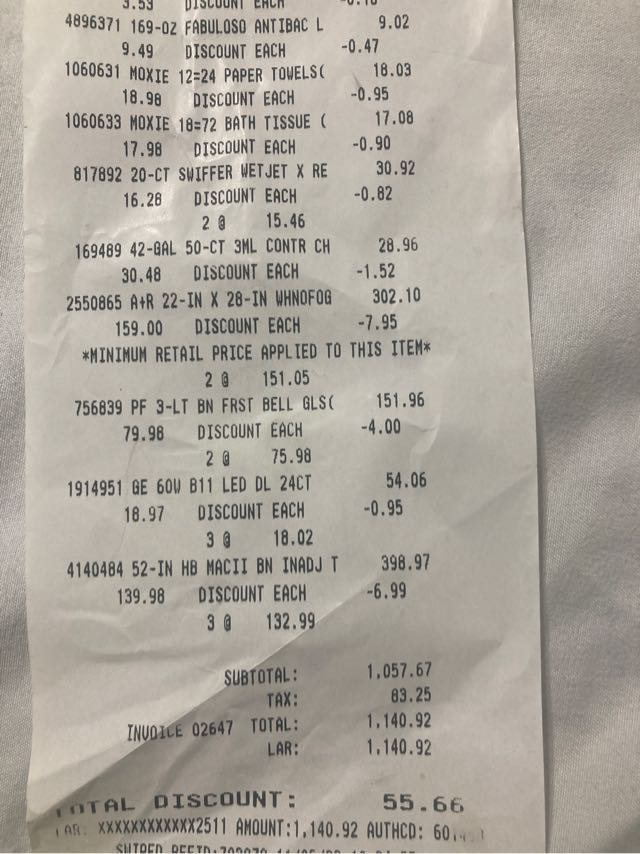 3.53 DISCOUNT EACH -0.18
4896371 169-OZ FABULOSO ANTIBAC L 9.02
9.49 DISCOUNT EACH -0.47
1060631 MOXIE 12=24 PAPER TOWELS( 18.03
18.98 DISCOUNT EACH -0.95
1060633 MOXIE 18=72 BATH TISSUE ( 17.08
17.98 DISCOUNT EACH -0.90
817892 20-CT SWIFFER WETJET X RE 30.92
16.28 DISCOUNT EACH -0.82
2 @ 15.46
169489 42-GAL 50-CT 3ML CONTR CH 28.96
30.48 DISCOUNT EACH -1.52
2550865 A+R 22-IN X 28-IN WHNOFOG 302.10
159.00 DISCOUNT EACH -7.95
*MINIMUM RETAIL PRICE APPLIED TO THIS ITEM*
2 @ 151.05
756839 PF 3-LT BN FRST BELL GLS( 151.96
79.98 DISCOUNT EACH -4.00
2 @ 75.98
1914951 GE 60W B11 LED DL 24CT 54.06
18.97 DISCOUNT EACH -0.95
3 @ 18.02
4140484 52-IN HB MACII BN INADJ T 398.97
139.98 DISCOUNT EACH -6.99
3 @ 132.99
SUBTOTAL: 1,057.67
TAX: 83.25
INVOICE 02647 TOTAL: 1,140.92
LAR: 1,140.92
TOTAL DISCOUNT: 55.66
LAR: XXXXXXXXXXXX2511 AMOUNT:1,140.92 AUTHCD: